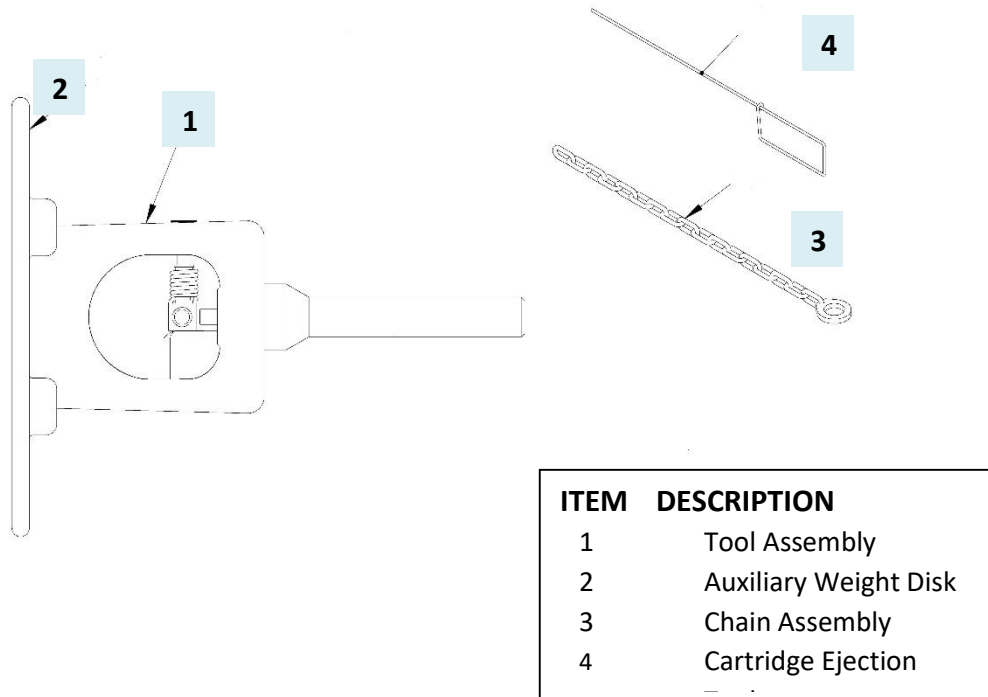 4
2
1
3
ITEM DESCRIPTION
1 Tool Assembly
2 Auxiliary Weight Disk
3 Chain Assembly
4 Cartridge Ejection